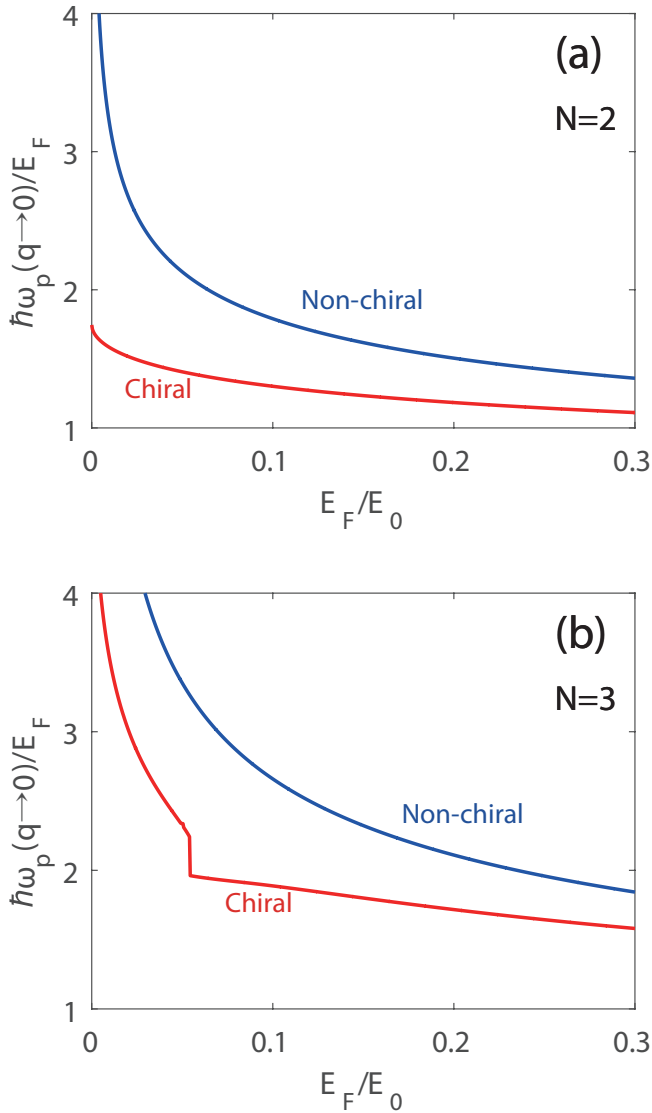 4
(a)
N=2
3
ħω_p(q→0)/E_F
2
Non-chiral
Chiral
1
0
0.1
0.2
0.3
E_F/E_0
4
(b)
N=3
3
ħω_p(q→0)/E_F
Non-chiral
2
Chiral
1
0
0.1
0.2
0.3
E_F/E_0